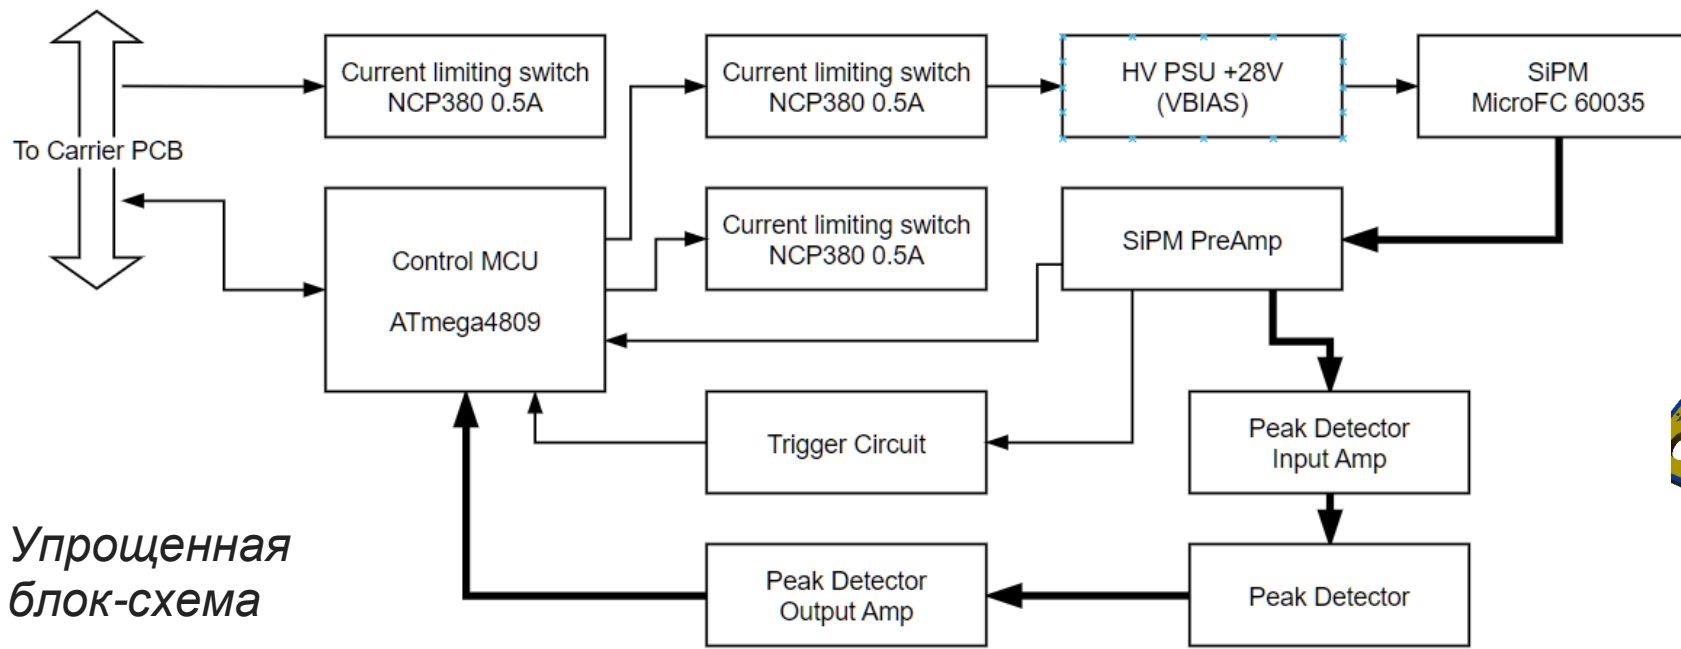 Current limiting switch
NCP380 0.5A
Current limiting switch
NCP380 0.5A
HV PSU +28V
(VBIAS)
SiPM
MicroFC 60035
To Carrier PCB
Control MCU
ATmega4809
Current limiting switch
NCP380 0.5A
SiPM PreAmp
Trigger Circuit
Peak Detector
Input Amp
Peak Detector
Output Amp
Peak Detector
Упрощенная
блок-схема